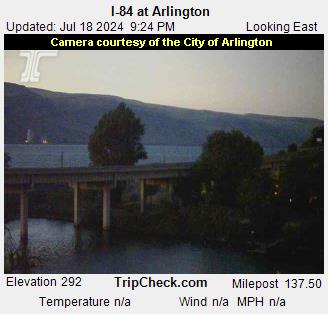 I-84 at Arlington
Updated: Jul 18 2024 9:24 PM Looking East
Camera courtesy of the City of Arlington
Elevation 292 TripCheck.com Milepost 137.50
Temperature n/a Wind n/a MPH n/a